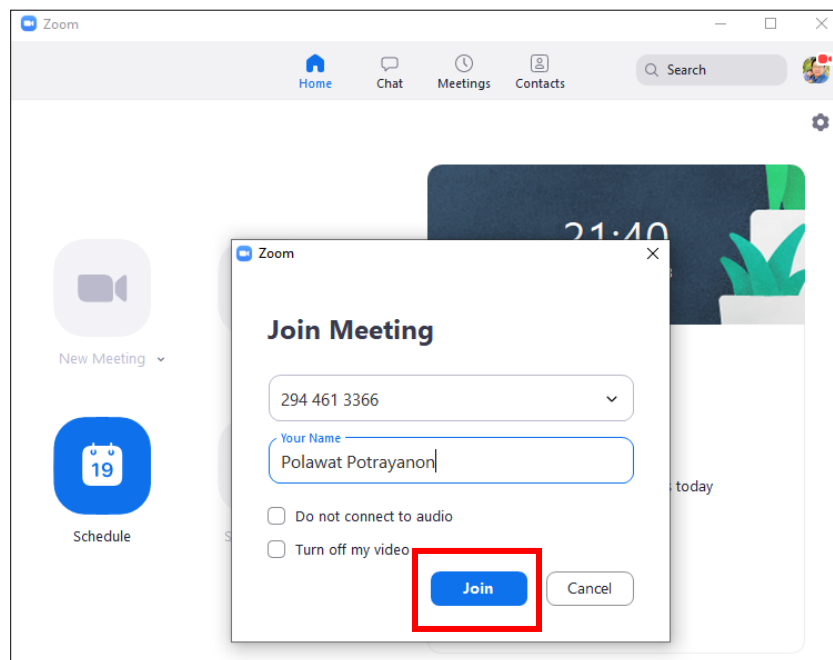 Zoom
Home
Chat
Meetings
Contacts
Search
21:40
New Meeting
19
Schedule
today
Zoom
Join Meeting
294 461 3366
Your Name
Polawat Potrayanon
Do not connect to audio
Turn off my video
Join
Cancel